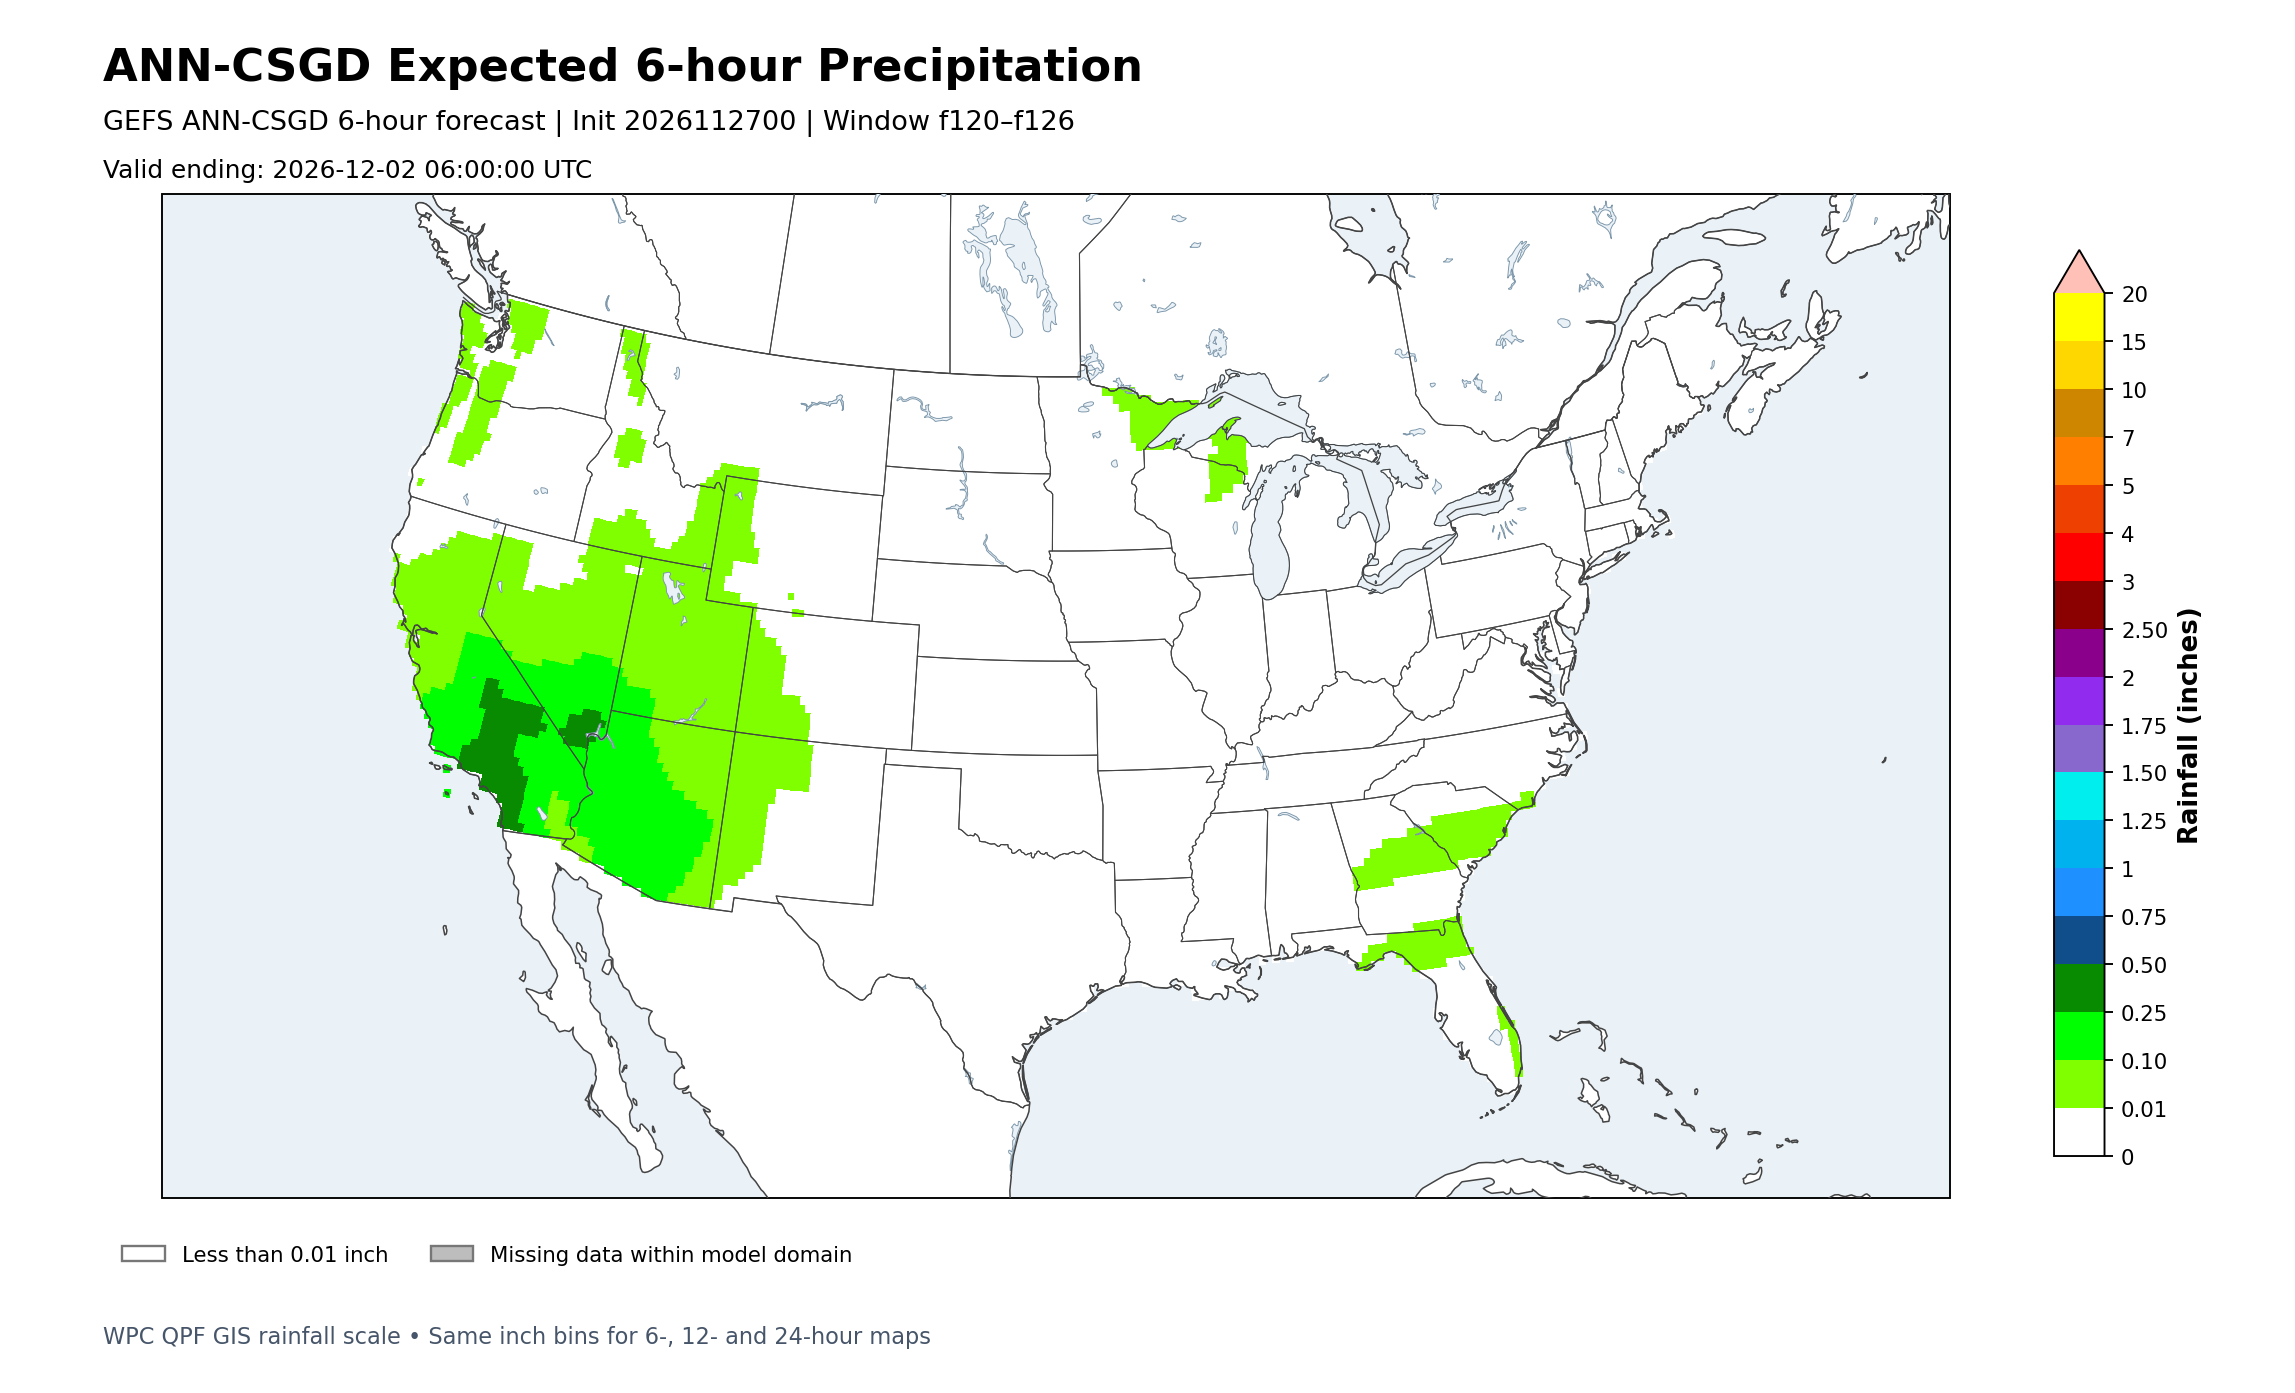 ANN-CSGD Expected 6-hour Precipitation
GEFS ANN-CSGD 6-hour forecast | Init 2026112700 | Window f120–f126
Valid ending: 2026-12-02 06:00:00 UTC
20
15
10
7
5
4
3
2.50
2
1.75
1.50
1.25
1
0.75
0.50
0.25
0.10
0.01
0
Rainfall (inches)
Less than 0.01 inch
Missing data within model domain
WPC QPF GIS rainfall scale • Same inch bins for 6-, 12- and 24-hour maps